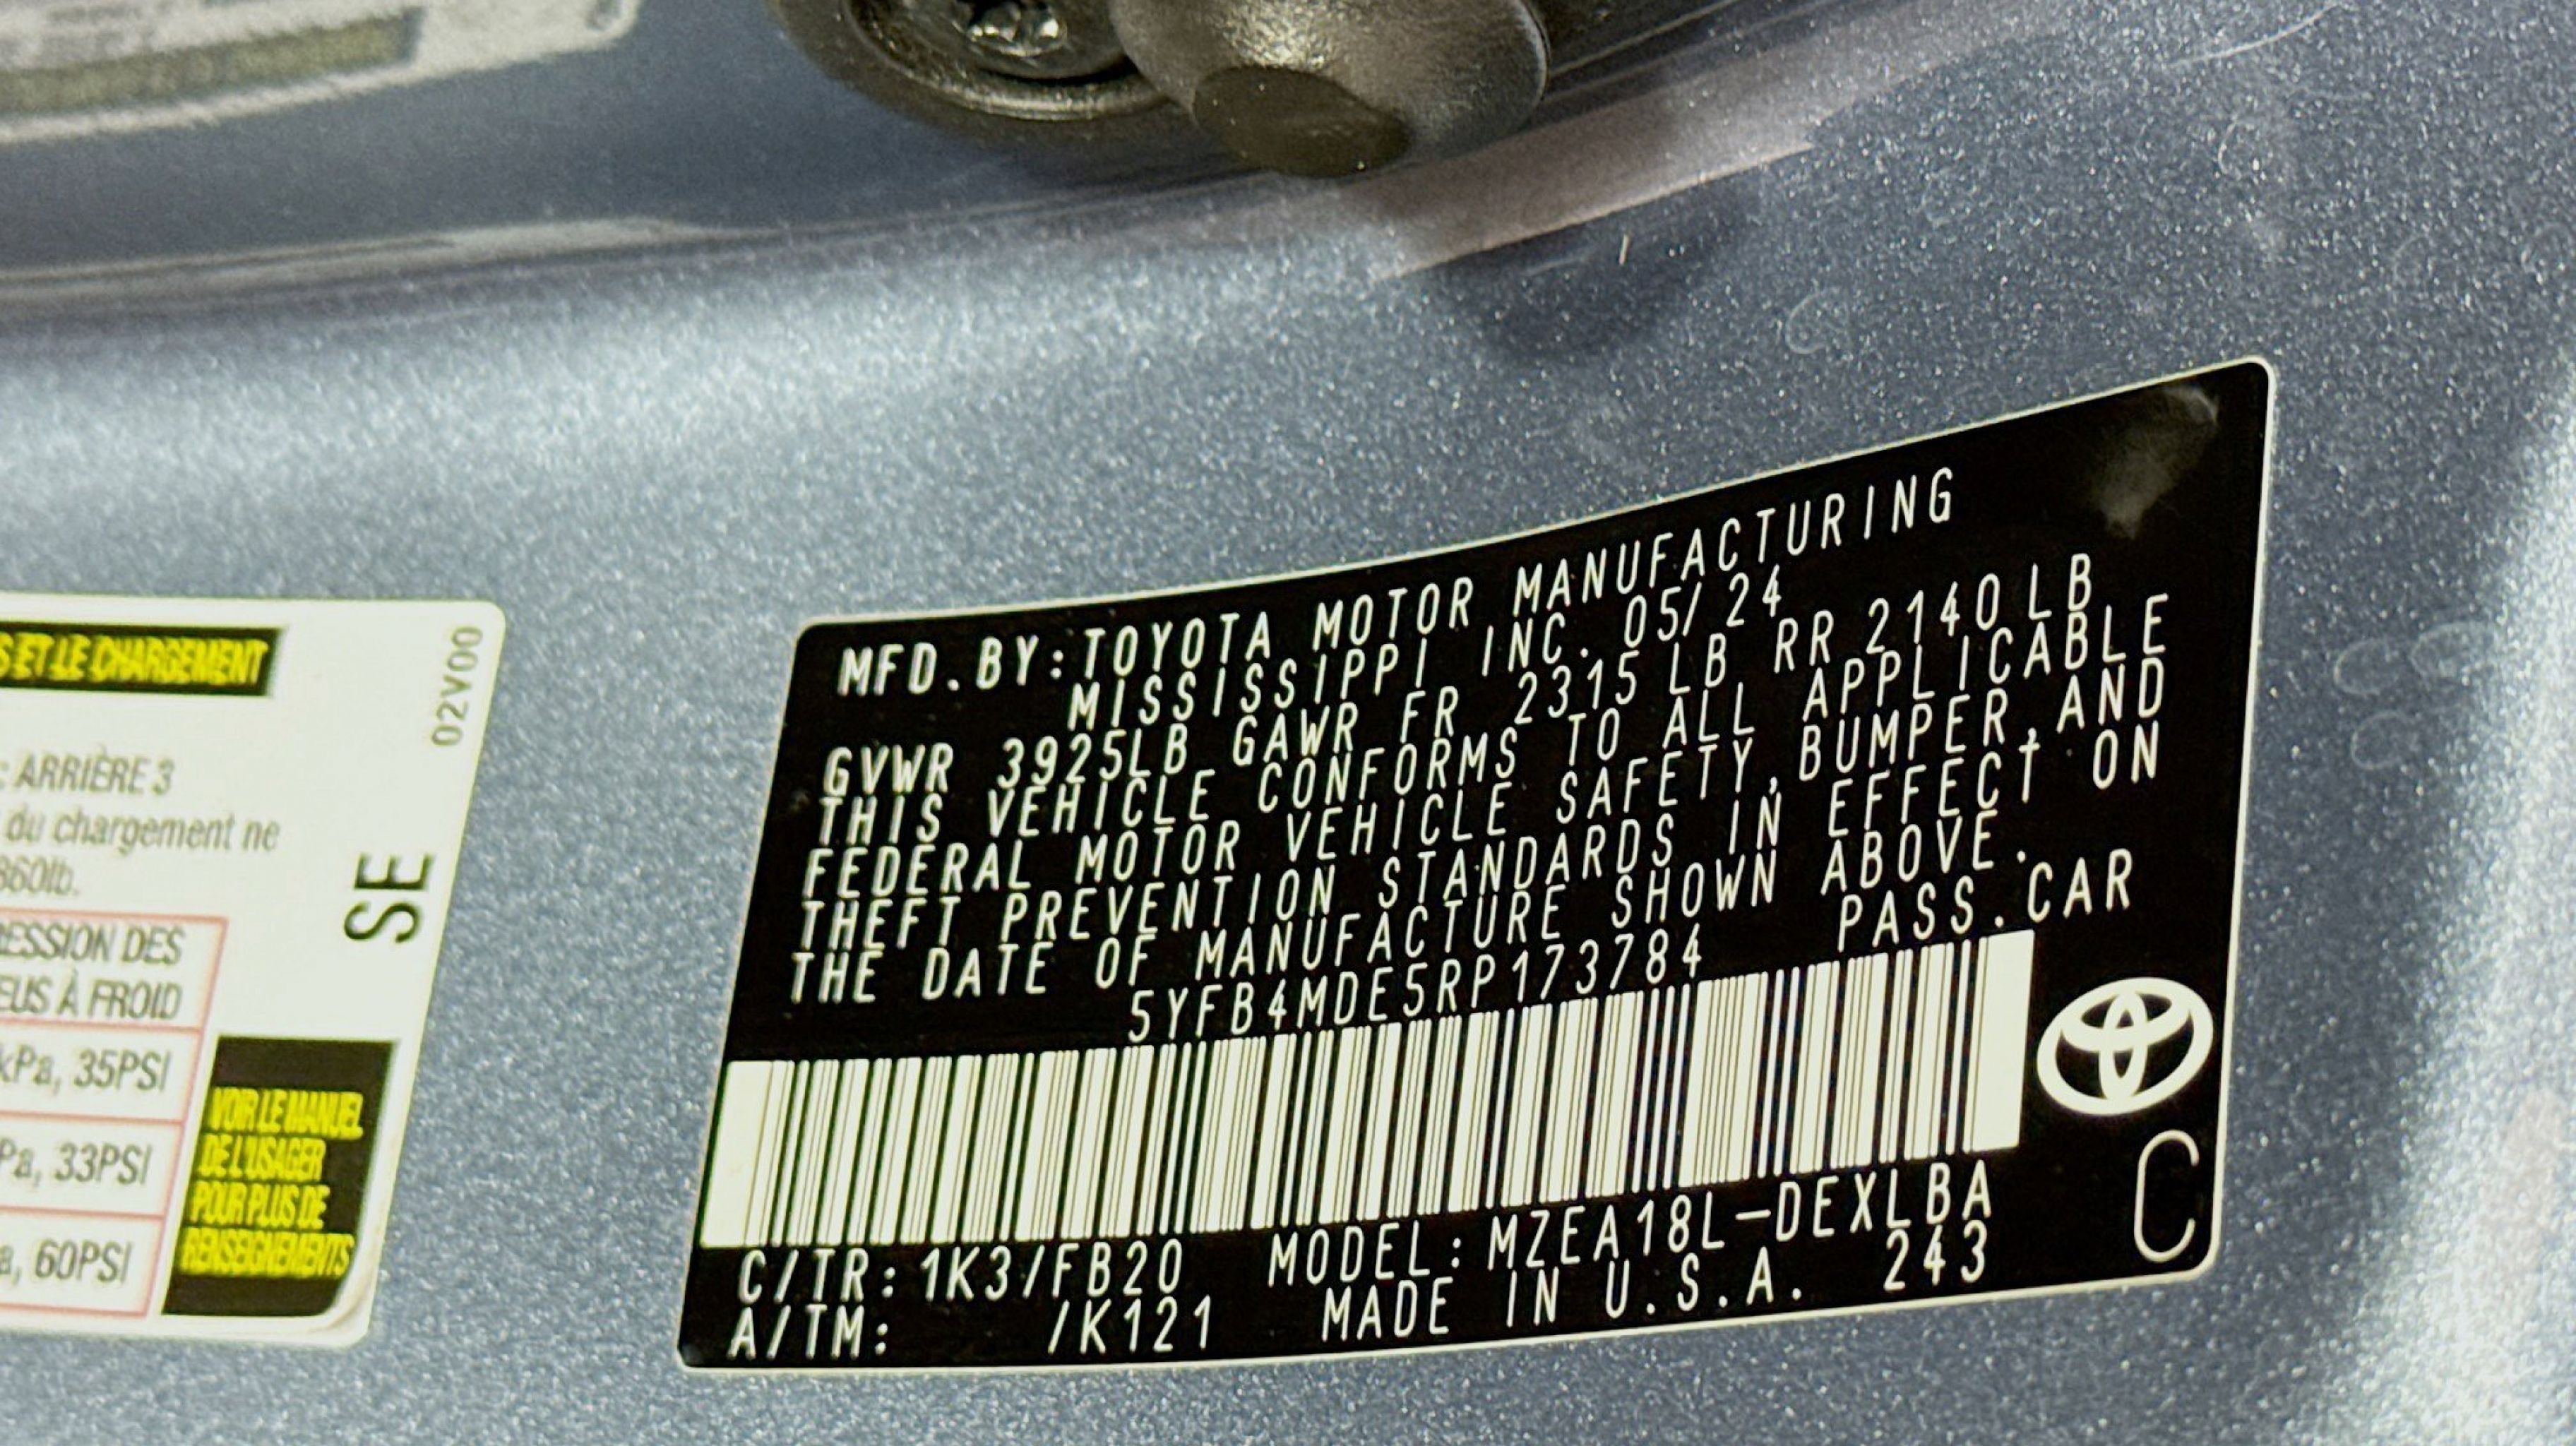 S ET LE CHARGEMENT
02V00
: ARRIÈRE 3
du chargement ne
860lb.
SE
ESSION DES
EUS À FROID
kPa, 35PSI
Pa, 33PSI
a, 60PSI
VOIR LE MANUEL
DE L'USAGER
POUR PLUS DE
RENSEIGNEMENTS
MFD.BY:TOYOTA MOTOR MANUFACTURING
MISSISSIPPI INC. 05/24
GVWR 3925LB GAWR FR 2315 LB RR 2140LB
THIS VEHICLE CONFORMS TO ALL APPLICABLE
FEDERAL MOTOR VEHICLE SAFETY,BUMPER,AND
THEFT PREVENTION STANDARDS IN EFFECT ON
THE DATE OF MANUFACTURE SHOWN ABOVE.
5YFB4MDE5RP173784 PASS.CAR
C/TR:1K3/FB20 MODEL:MZEA18L-DEXLBA
A/TM: /K121 MADE IN U.S.A. 243
C